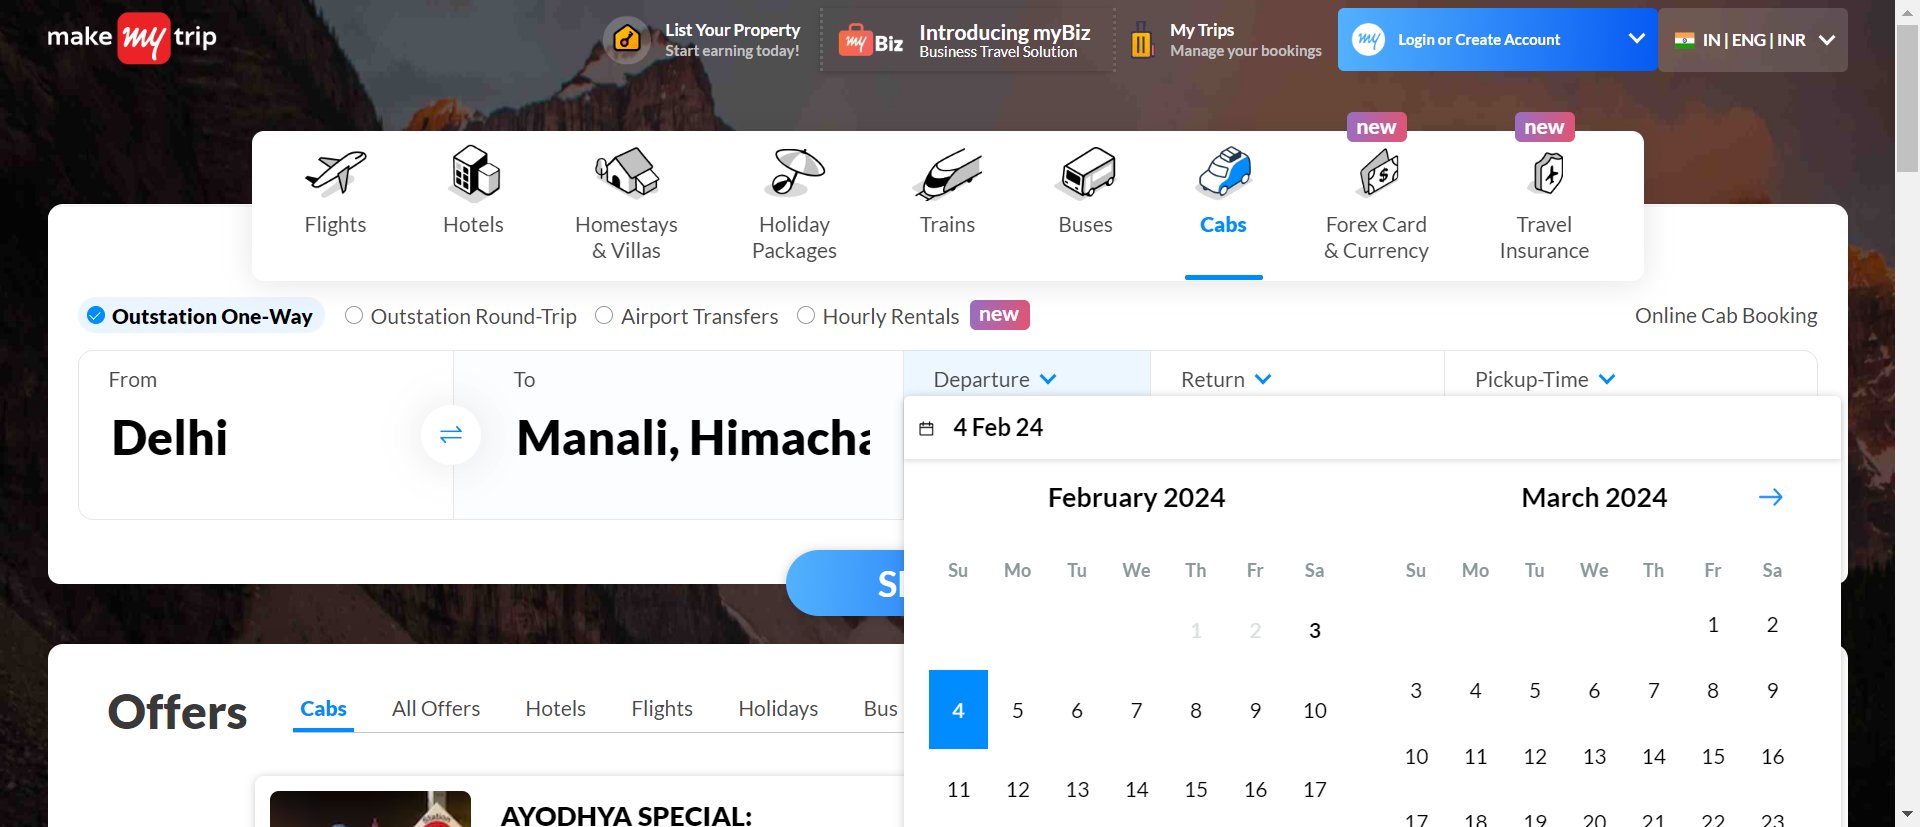 make my trip
List Your Property
Start earning today!
my Biz
Introducing myBiz
Business Travel Solution
My Trips
Manage your bookings
my
Login or Create Account
IN | ENG | INR
new
new
Flights
Hotels
Homestays
& Villas
Holiday
Packages
Trains
Buses
Cabs
Forex Card
& Currency
Travel
Insurance
Outstation One-Way
Outstation Round-Trip
Airport Transfers
Hourly Rentals
new
Online Cab Booking
From
Delhi
To
Manali, Himacha
Departure
Return
Pickup-Time
4 Feb 24
February 2024
Su Mo Tu We Th Fr Sa
1 2 3
4 5 6 7 8 9 10
11 12 13 14 15 16 17
March 2024
Su Mo Tu We Th Fr Sa
1 2
3 4 5 6 7 8 9
10 11 12 13 14 15 16
17 18 19 20 21 22 23
Offers
Cabs
All Offers
Hotels
Flights
Holidays
Bus
Station
AYODHYA SPECIAL: